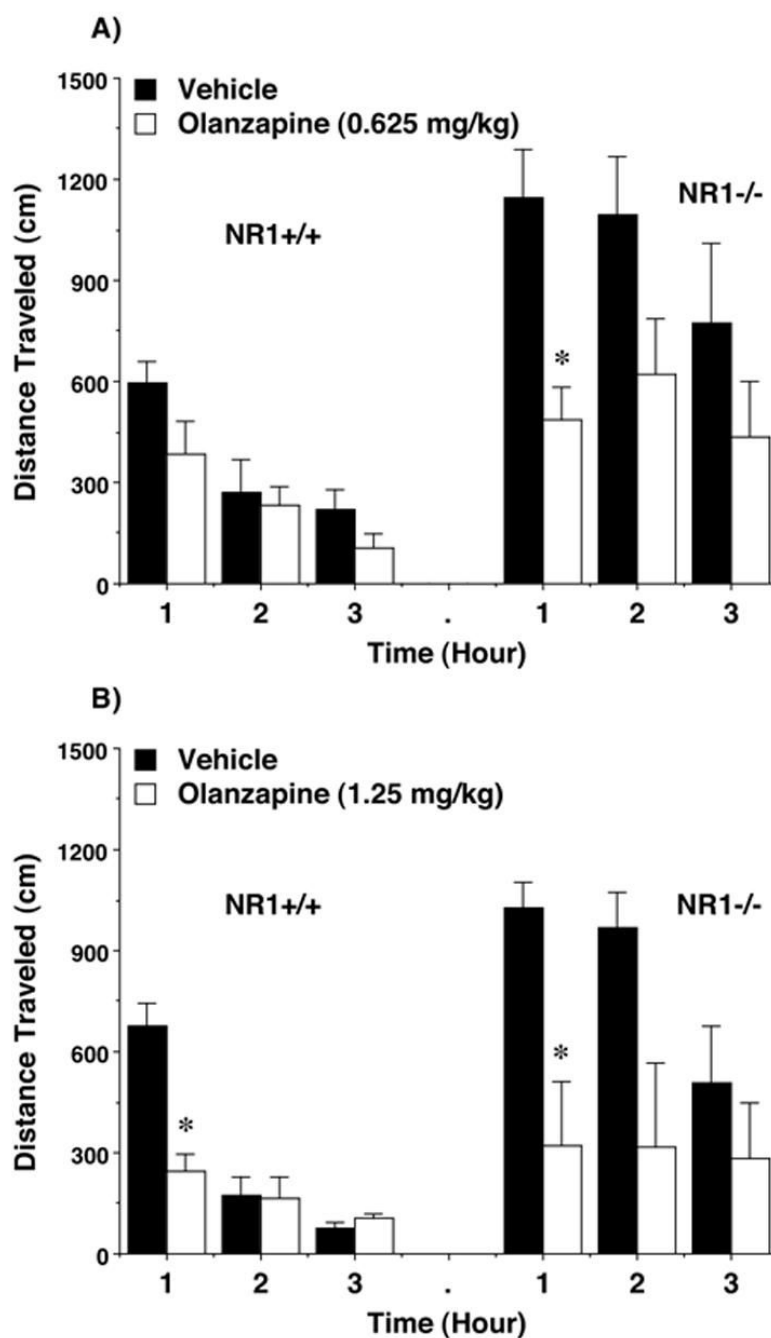 A)
Vehicle
Olanzapine (0.625 mg/kg)
NR1+/+
NR1-/-
*
Distance Traveled (cm)
1500
1200
900
600
300
0
1 2 3 . 1 2 3
Time (Hour)
B)
Vehicle
Olanzapine (1.25 mg/kg)
NR1+/+
NR1-/-
*
*
Distance Traveled (cm)
1500
1200
900
600
300
0
1 2 3 . 1 2 3
Time (Hour)